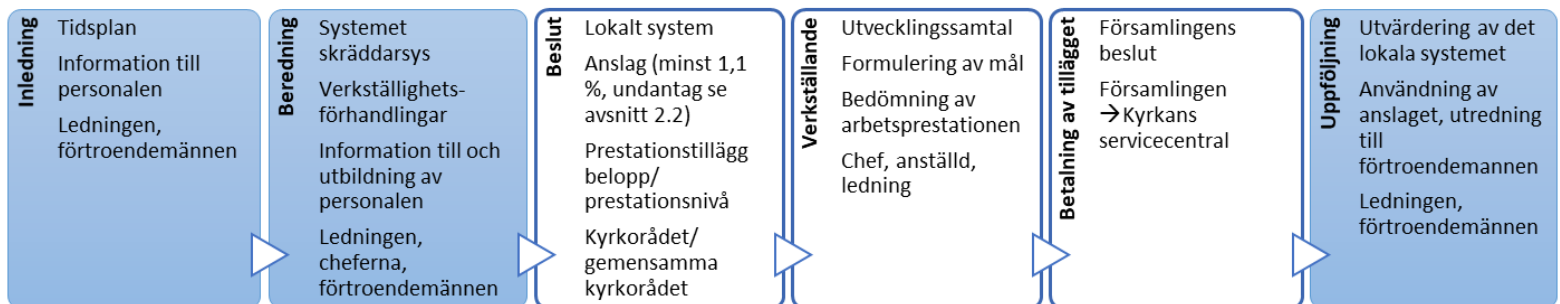 Inledning
Tidsplan
Information till
personalen
Ledningen,
förtroendemännen
Beredning
Systemet
skräddarsys
Verkställighets-
förhandlingar
Information till och
utbildning av
personalen
Ledningen,
cheferna,
förtroendemännen
Beslut
Lokalt system
Anslag (minst 1,1
%, undantag se
avsnitt 2.2)
Prestationstillägg
belopp/
prestationsnivå
Kyrkorådet/
gemensamma
kyrkorådet
Verkställande
Utvecklingssamtal
Formulering av mål
Bedömning av
arbetsprestationen
Chef, anställd,
ledning
Betalning av tillägget
Församlingens
beslut
Församlingen
→Kyrkans
servicecentral
Uppföljning
Utvärdering av det
lokala systemet
Användning av
anslaget, utredning
till
förtroendemannen
Ledningen,
förtroendemännen